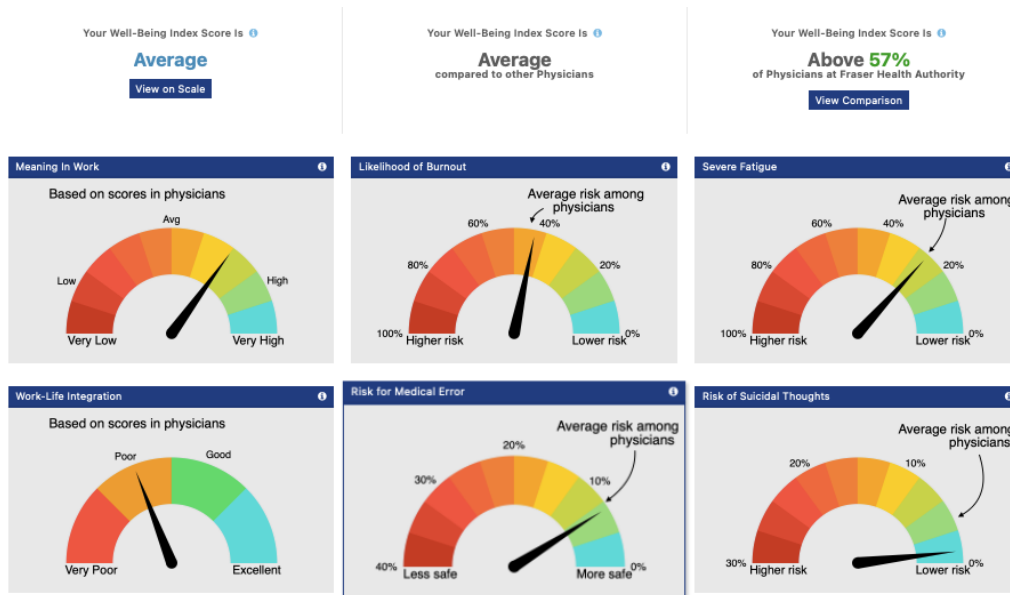 Your Well-Being Index Score Is
Average
View on Scale
Your Well-Being Index Score Is
Average
compared to other Physicians
Your Well-Being Index Score Is
Above 57%
of Physicians at Fraser Health Authority
View Comparison
Meaning In Work
Based on scores in physicians
Avg
Low
High
Very Low
Very High
Likelihood of Burnout
Average risk among
physicians
60%
40%
80%
20%
100%
Higher risk
Lower risk
0%
Severe Fatigue
Average risk among
physicians
60%
40%
80%
20%
100%
Higher risk
Lower risk
0%
Work-Life Integration
Based on scores in physicians
Poor
Good
Very Poor
Excellent
Risk for Medical Error
Average risk among
physicians
20%
30%
10%
40%
Less safe
More safe
0%
Risk of Suicidal Thoughts
Average risk among
physicians
20%
10%
30%
Higher risk
Lower risk
0%